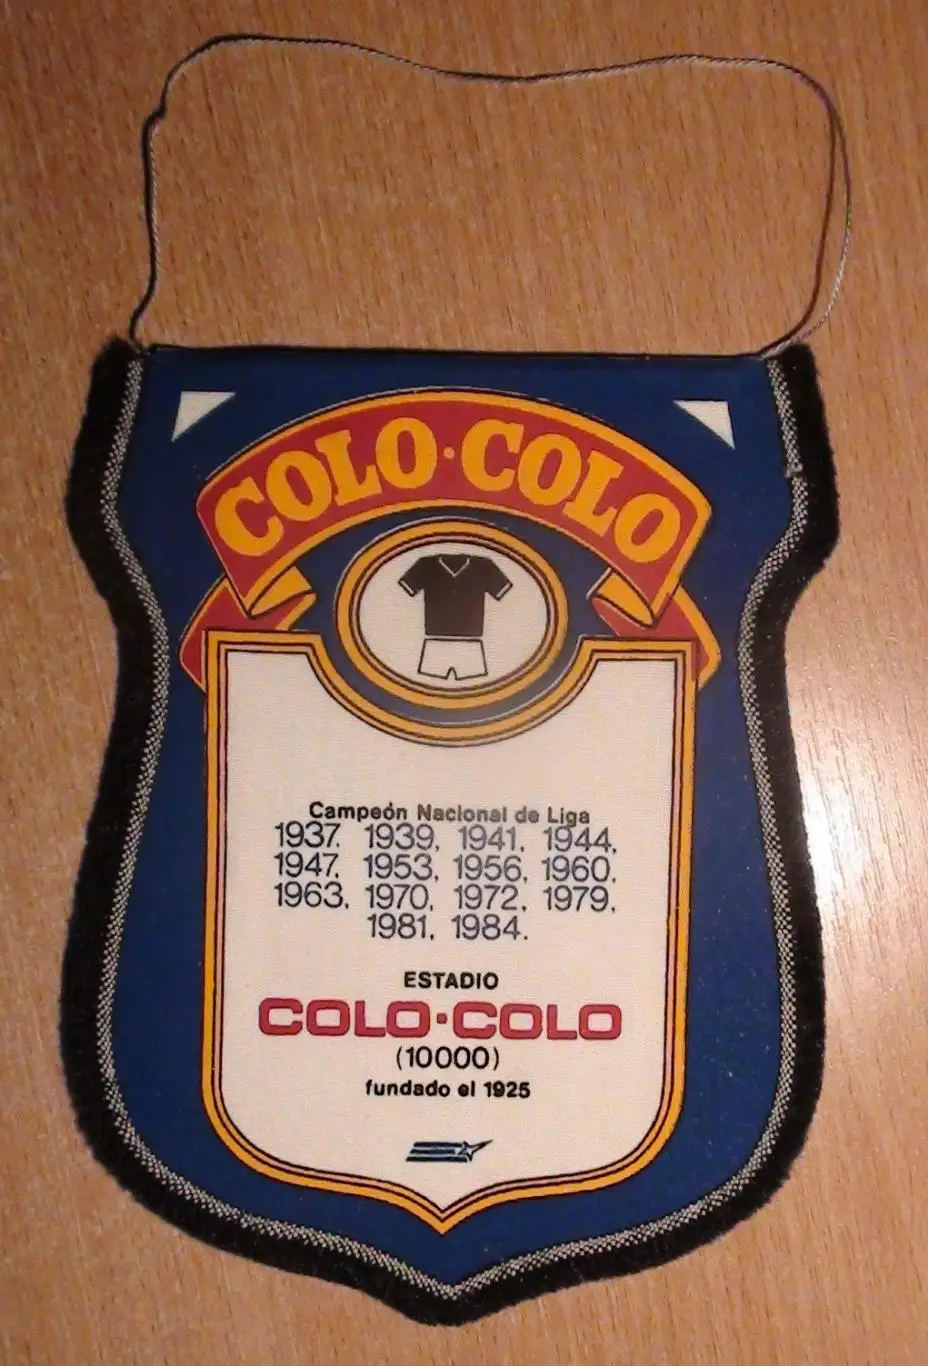 COLO·COLO
Campeón Nacional de Liga
1937. 1939, 1941. 1944,
1947, 1953, 1956, 1960.
1963, 1970, 1972, 1979,
1981, 1984.
ESTADIO
COLO·COLO
(10000)
fundado el 1925